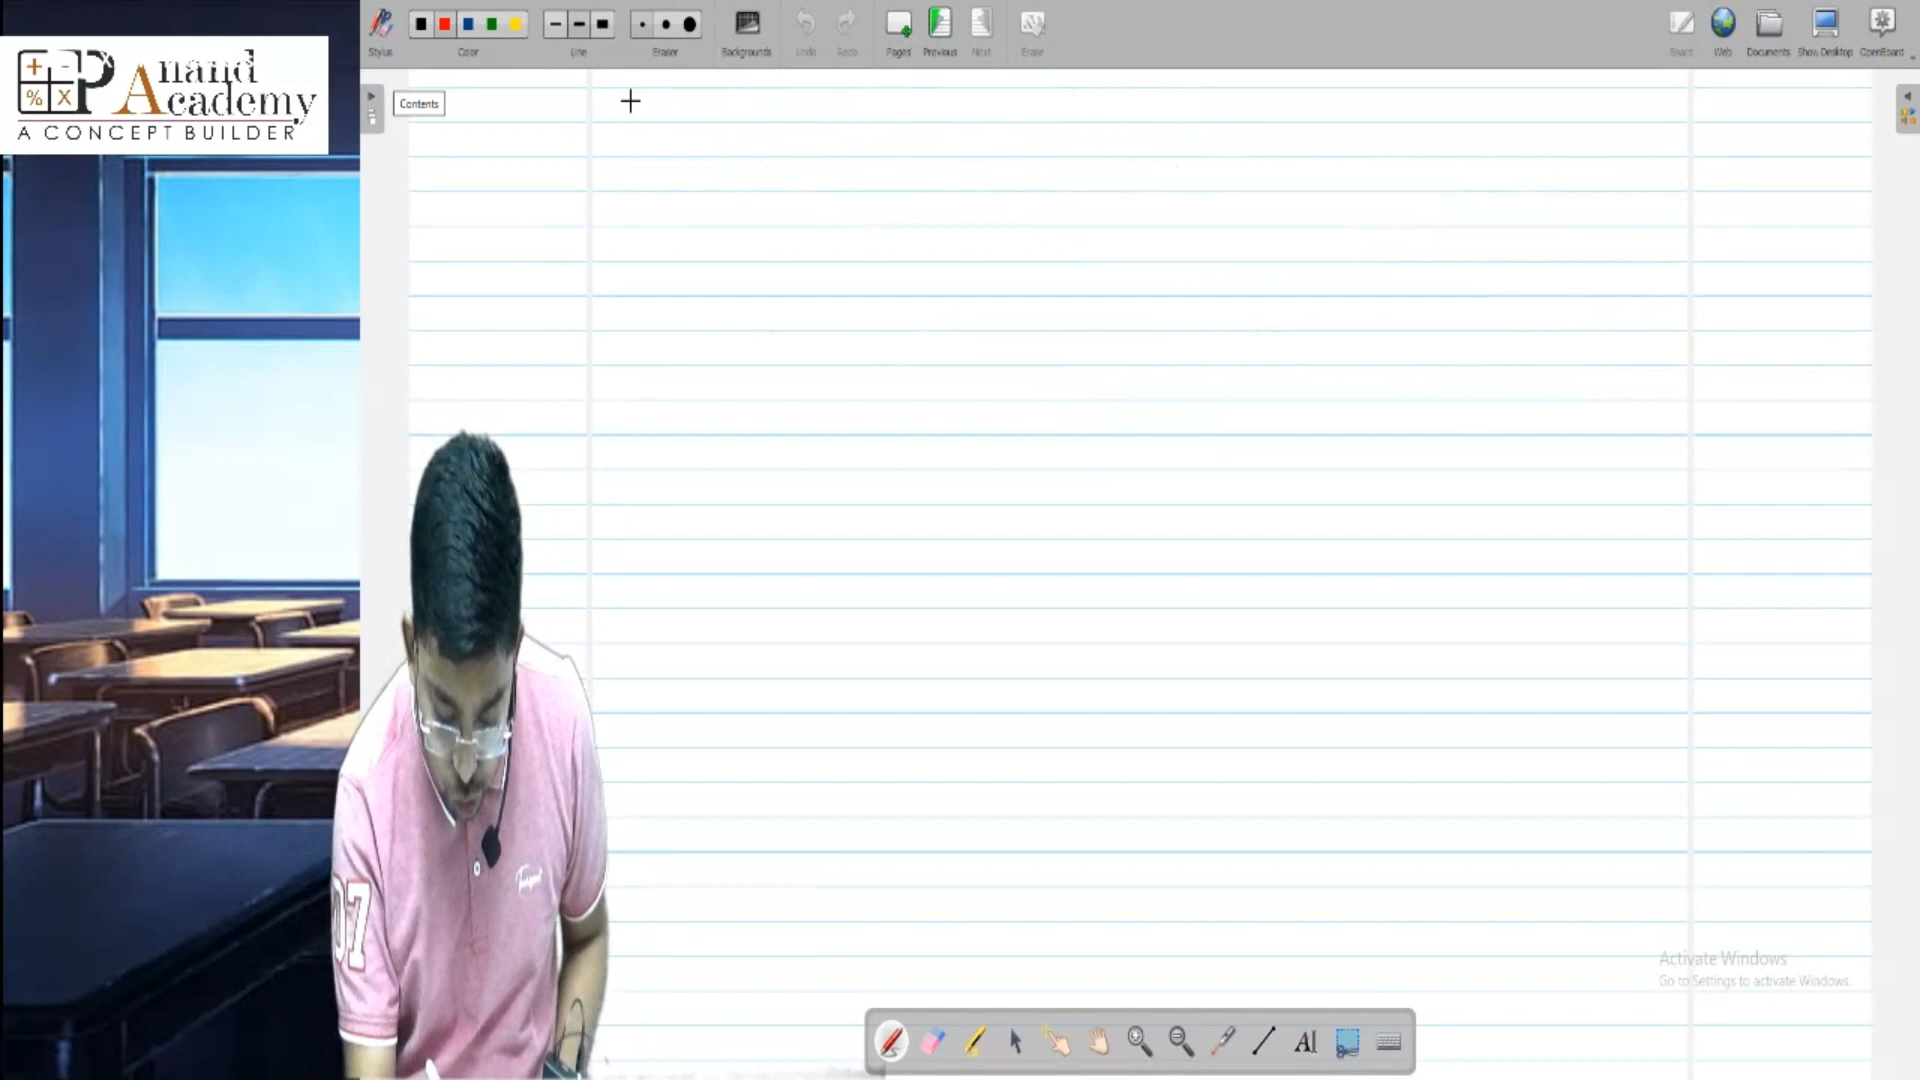 Stylus
Color
Line
Eraser
Backgrounds
Undo
Redo
Pages
Previous
Next
Erase
Board
Web
Documents
Show Desktop
OpenBoard
+ -
% X
P Anand
Academy
A CONCEPT BUILDER
Contents
07
Activate Windows
Go to Settings to activate Windows.
AI